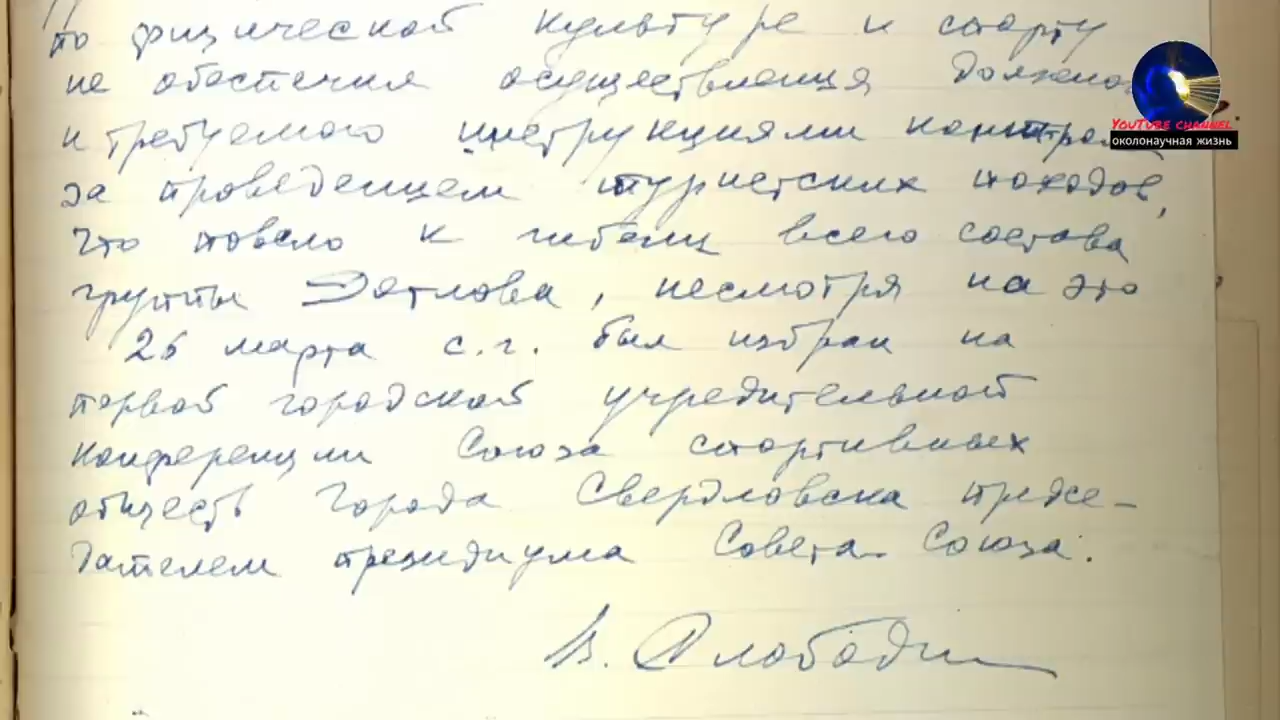 по физической культуре и спорту
не обеспечил осуществления должного
и требуемого инструкциями контроля
за проведением туристских походов,
что повело к гибели всего состава
группы Дятлова, несмотря на это
26 марта с.г. был избран на
первой городской учредительной
конференции Союза спортивных
обществ города Свердловска предсе-
дателем президиума Совета Союза.
В. Слободин
YouTube channel
околонаучная жизнь